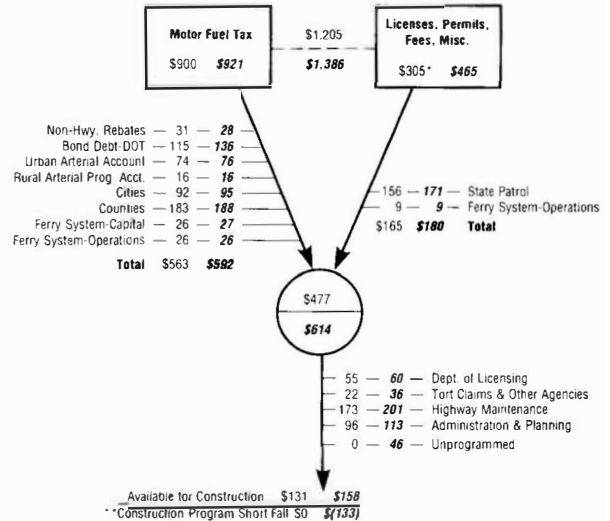 Motor Fuel Tax
$900 $921
$1.205
$1.386
Licenses, Permits,
Fees, Misc.
$305* $465
Non-Hwy. Rebates — 31 — 28
Bond Debt-DOT — 115 — 136
Urban Arterial Account — 74 — 76
Rural Arterial Prog. Acct. — 16 — 16
Cities — 92 — 95
Counties — 183 — 188
Ferry System-Capital — 26 — 27
Ferry System-Operations — 26 — 26
Total $563 $592
156 — 171 — State Patrol
9 — 9 — Ferry System-Operations
$165 $180 Total
$477
$614
55 — 60 — Dept. of Licensing
22 — 36 — Tort Claims & Other Agencies
173 — 201 — Highway Maintenance
96 — 113 — Administration & Planning
0 — 46 — Unprogrammed
Available for Construction $131 $158
**Construction Program Short Fall $0 $(133)